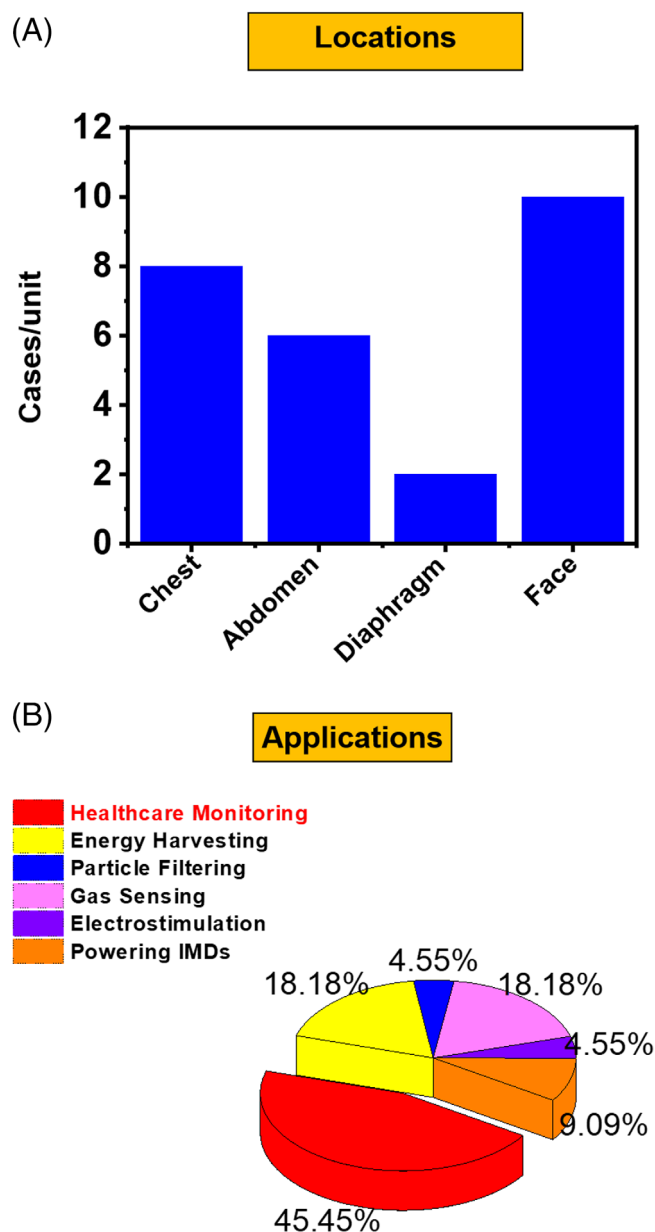 (A)
Locations
12
10
8
6
4
2
0
Cases/unit
Chest
Abdomen
Diaphragm
Face
(B)
Applications
Healthcare Monitoring
Energy Harvesting
Particle Filtering
Gas Sensing
Electrostimulation
Powering IMDs
4.55%
18.18%
18.18%
4.55%
9.09%
45.45%